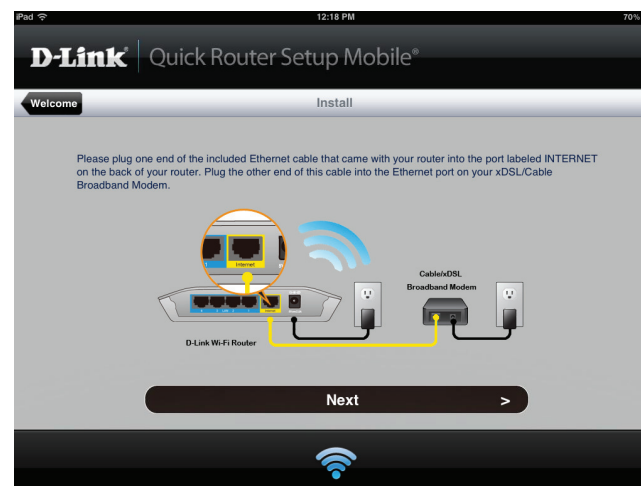 iPad 12:18 PM 70%
D-Link® Quick Router Setup Mobile®
Welcome Install
Please plug one end of the included Ethernet cable that came with your router into the port labeled INTERNET
on the back of your router. Plug the other end of this cable into the Ethernet port on your xDSL/Cable
Broadband Modem.
Internet
Cable/xDSL
Broadband Modem
D-Link Wi-Fi Router
Next >